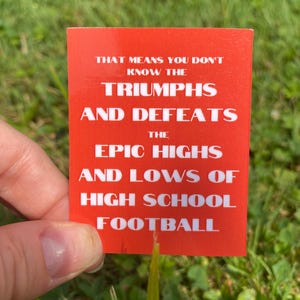 THAT MEANS YOU DON'T
KNOW THE
TRIUMPHS
AND DEFEATS
THE
EPIC HIGHS
AND LOWS OF
HIGH SCHOOL
FOOTBALL